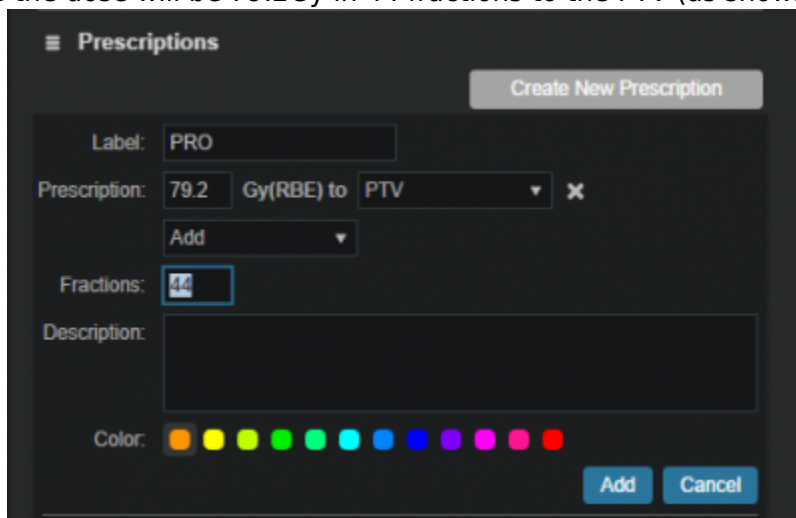 ≡ Prescriptions
Create New Prescription
Label: PRO
Prescription: 79.2 Gy(RBE) to PTV ▼ ✖
Add ▼
Fractions: 44
Description:
Color:
Add Cancel